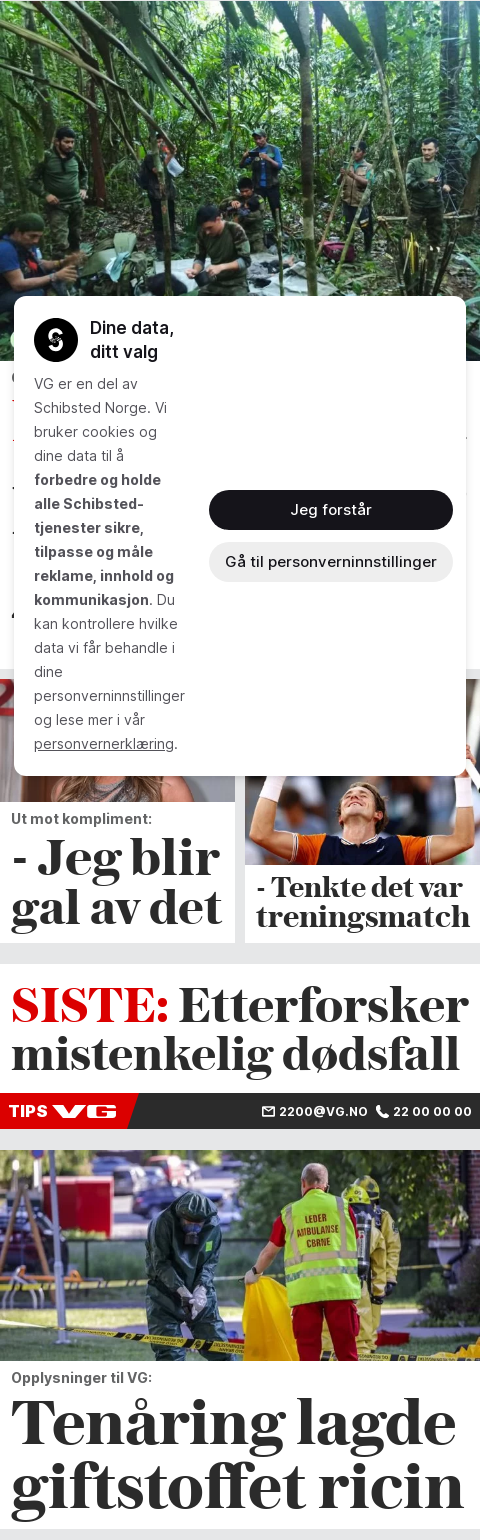 Dine data,
ditt valg
VG er en del av
Schibsted Norge. Vi
bruker cookies og
dine data til å
forbedre og holde
alle Schibsted-
tjenester sikre,
tilpasse og måle
reklame, innhold og
kommunikasjon. Du
kan kontrollere hvilke
data vi får behandle i
dine
personverninnstillinger
og lese mer i vår
personvernerklæring.
Jeg forstår
Gå til personverninnstillinger
Ut mot kompliment:
- Jeg blir
gal av det
- Tenkte det var
treningsmatch
SISTE: Etterforsker
mistenkelig dødsfall
TIPS VG 2200@VG.NO 22 00 00 00
LEDER
AMBULANSE
CBRNE
Opplysninger til VG:
Tenåring lagde
giftstoffet ricin